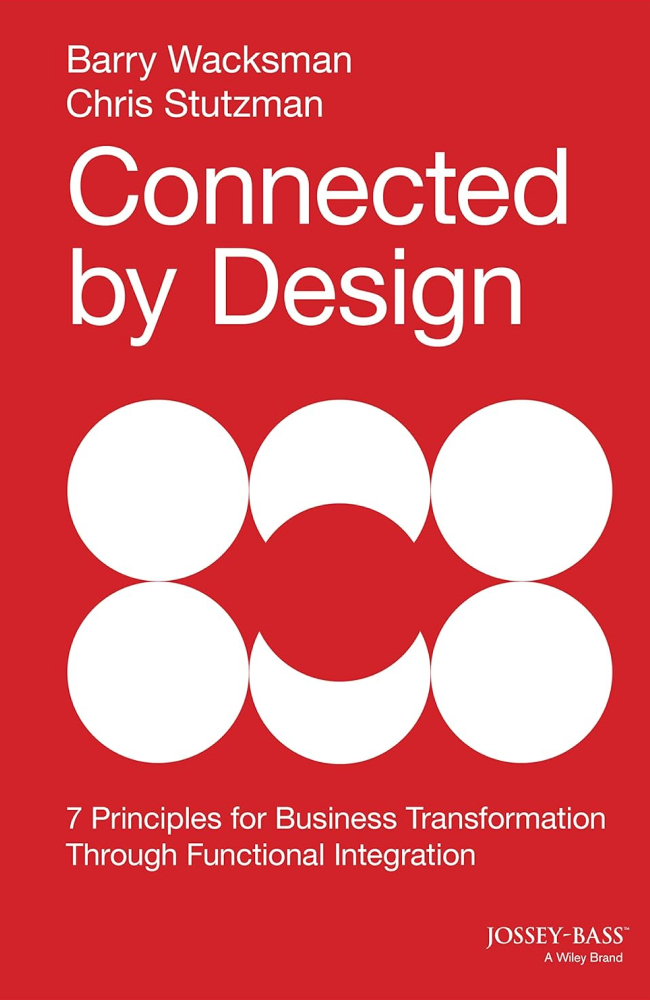 Barry Wacksman
Chris Stutzman
Connected
by Design
7 Principles for Business Transformation
Through Functional Integration
JOSSEY-BASS™
A Wiley Brand